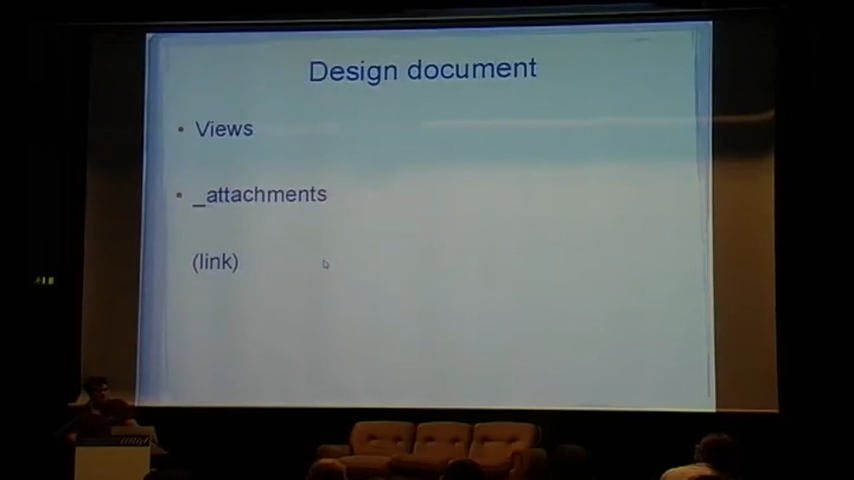 Design document
• Views
• _attachments
(link)